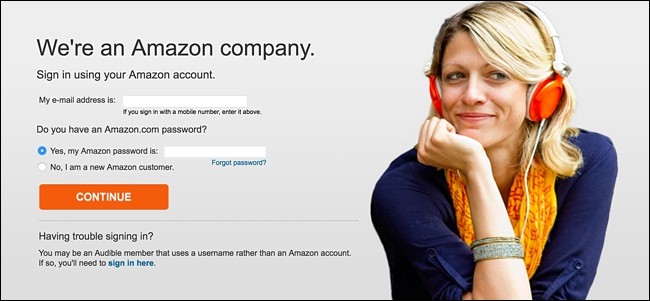 We're an Amazon company.
Sign in using your Amazon account.
My e-mail address is:
If you sign in with a mobile number, enter it above.
Do you have an Amazon.com password?
Yes, my Amazon password is:
Forgot password?
No, I am a new Amazon customer.
CONTINUE
Having trouble signing in?
You may be an Audible member that uses a username rather than an Amazon account.
If so, you'll need to sign in here.